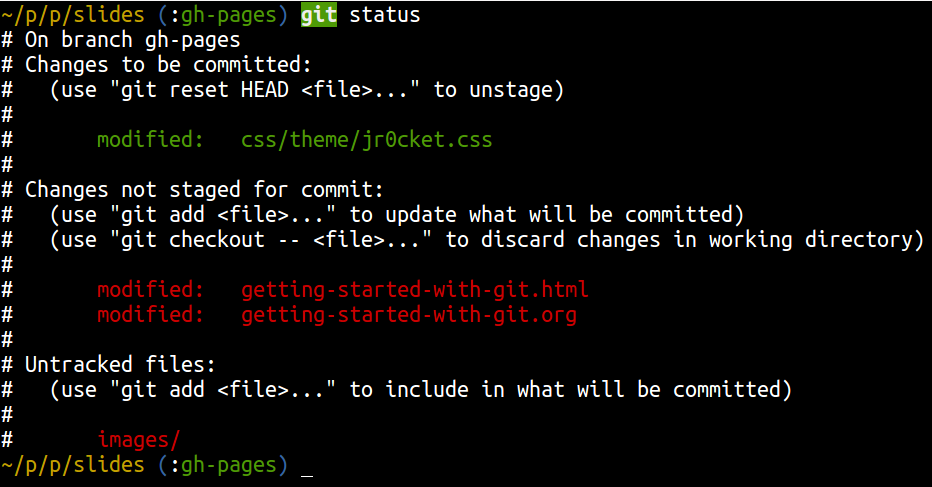 ~/p/p/slides (:gh-pages) git status
# On branch gh-pages
# Changes to be committed:
#   (use "git reset HEAD <file>..." to unstage)
#
#       modified:   css/theme/jr0cket.css
#
# Changes not staged for commit:
#   (use "git add <file>..." to update what will be committed)
#   (use "git checkout -- <file>..." to discard changes in working directory)
#
#       modified:   getting-started-with-git.html
#       modified:   getting-started-with-git.org
#
# Untracked files:
#   (use "git add <file>..." to include in what will be committed)
#
#       images/
~/p/p/slides (:gh-pages) _